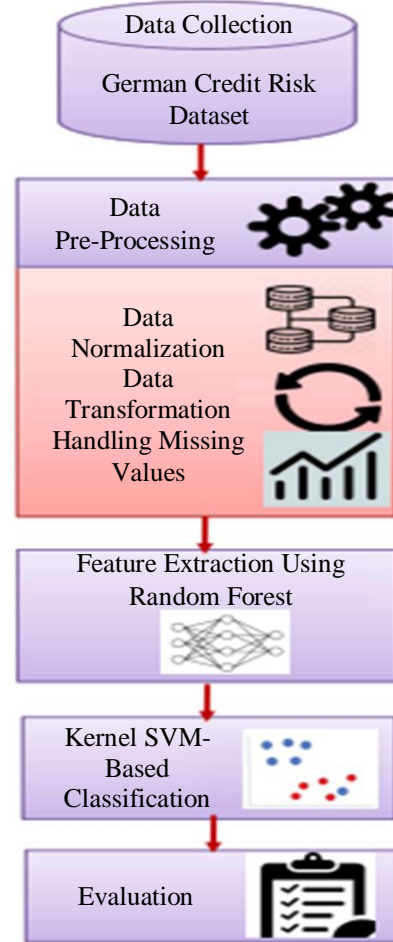 Data Collection
German Credit Risk
Dataset
Data
Pre-Processing
Data
Normalization
Data
Transformation
Handling Missing
Values
Feature Extraction Using
Random Forest
Kernel SVM-
Based
Classification
Evaluation